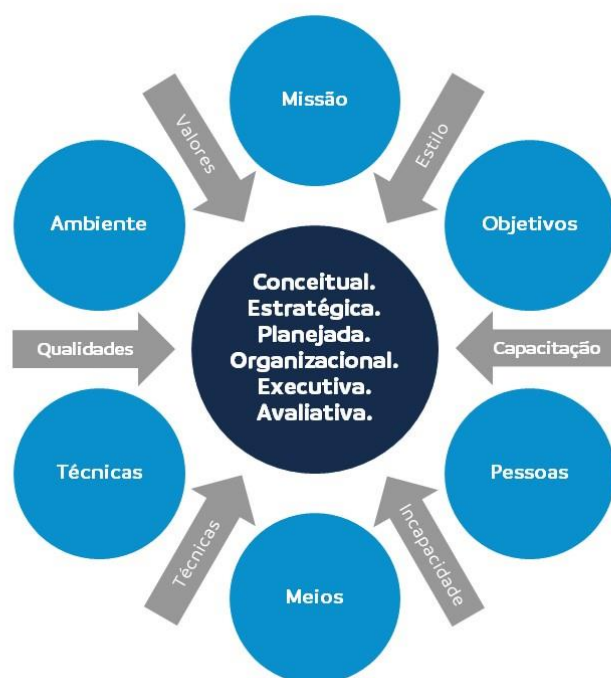 Missão
Valores
Estilo
Ambiente
Objetivos
Conceitual.
Estratégica.
Planejada.
Organizacional.
Executiva.
Avaliativa.
Qualidades
Capacitação
Técnicas
Pessoas
Técnicas
Incapacidade
Meios